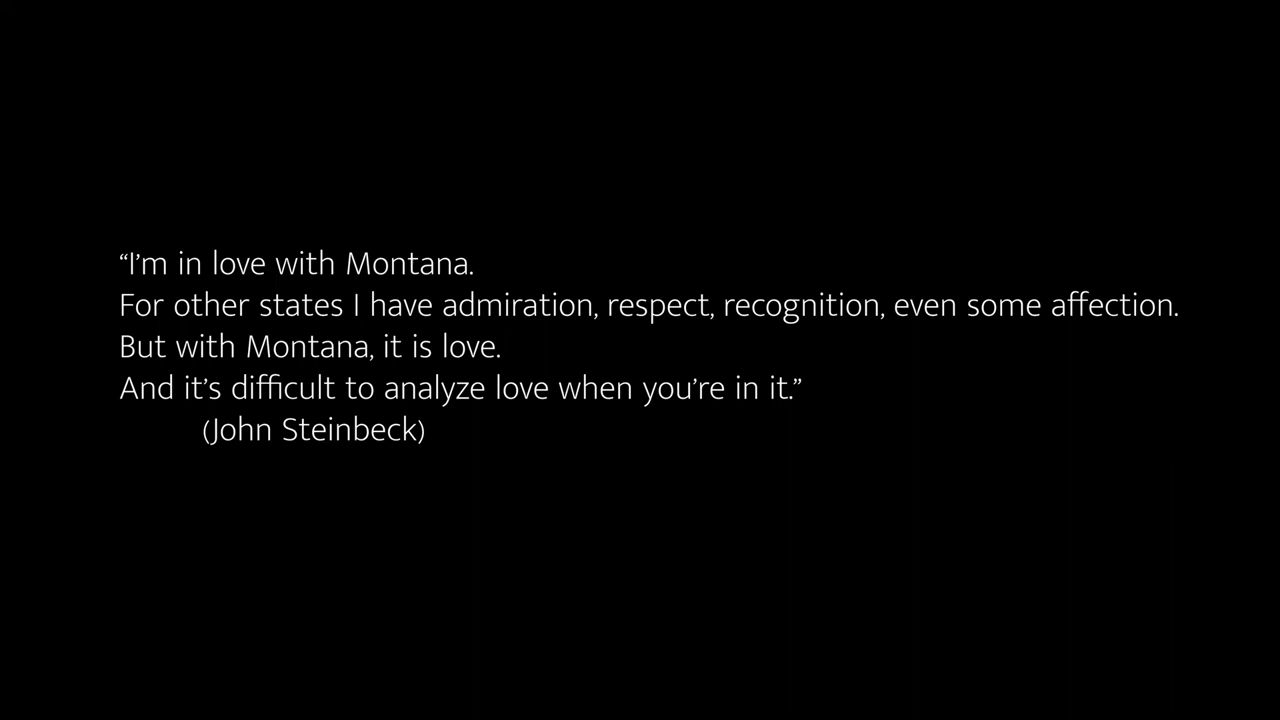 “I’m in love with Montana.
For other states I have admiration, respect, recognition, even some affection.
But with Montana, it is love.
And it’s difficult to analyze love when you’re in it.”
(John Steinbeck)